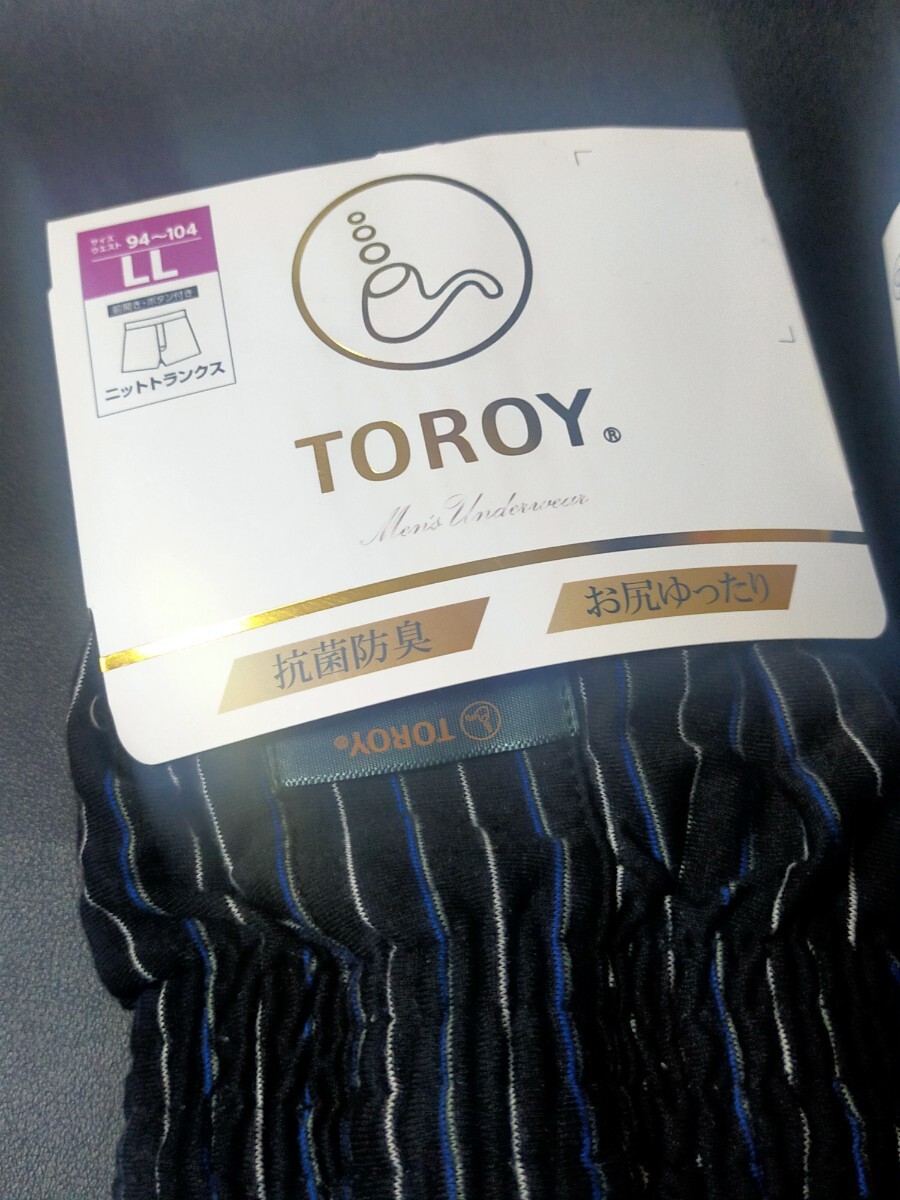 サイズ
ウエスト 94〜104
LL
前開き・ボタン付き
ニットトランクス
TOROY®
Men's Underwear
抗菌防臭
お尻ゆったり
TOROY®